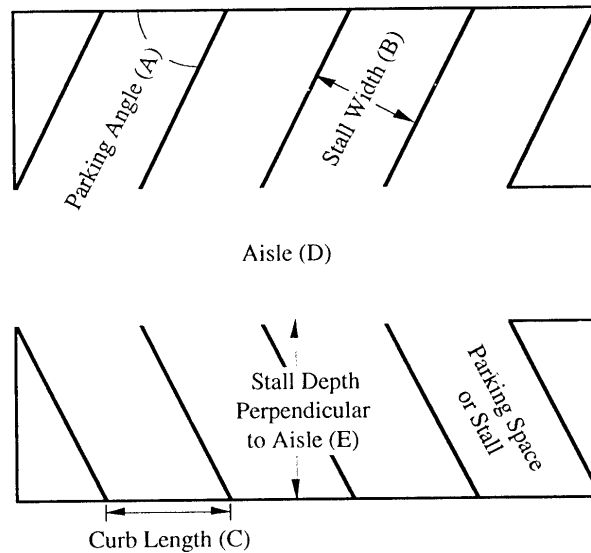 Parking Angle (A)
Stall Width (B)
Aisle (D)
Stall Depth
Perpendicular
to Aisle (E)
Parking Space
or Stall
Curb Length (C)